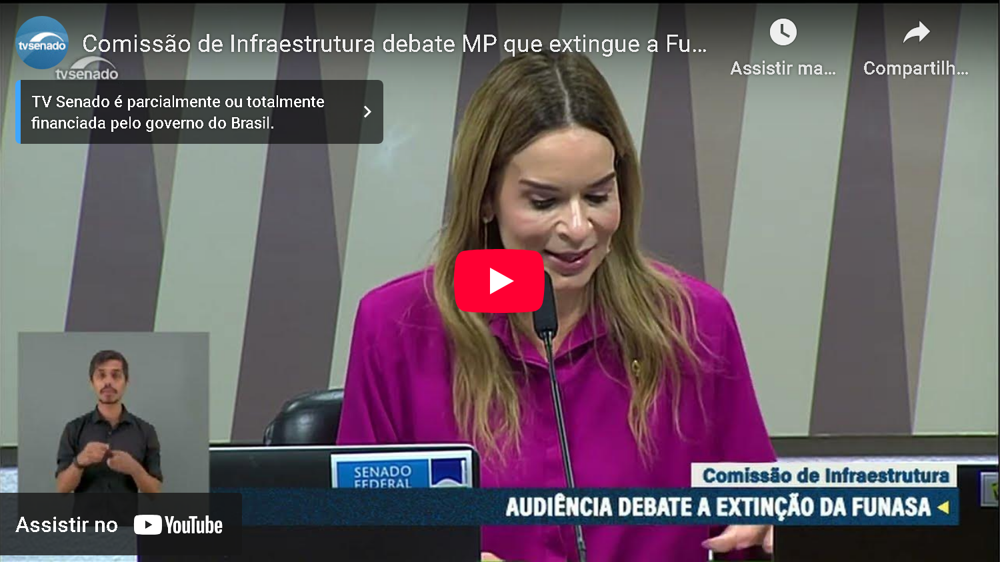 tvsenado
Comissão de Infraestrutura debate MP que extingue a Fu...
Assistir ma...
Compartilh...
tvsenado
TV Senado é parcialmente ou totalmente
financiada pelo governo do Brasil.
SENADO
FEDERAL
Comissão de Infraestrutura
AUDIÊNCIA DEBATE A EXTINÇÃO DA FUNASA
Assistir no YouTube